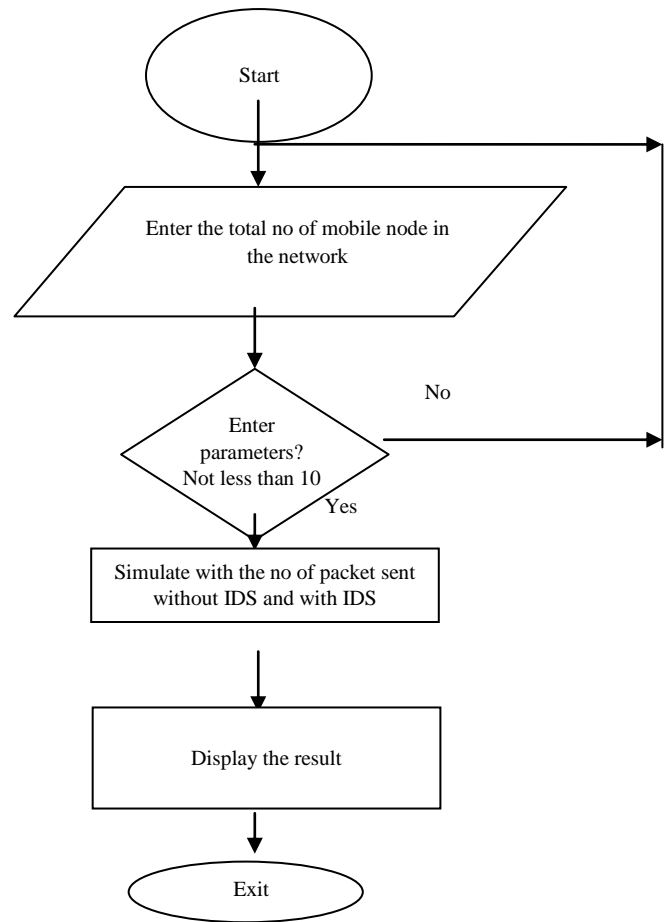 Start
Enter the total no of mobile node in
the network
No
Enter
parameters?
Not less than 10
Yes
Simulate with the no of packet sent
without IDS and with IDS
Display the result
Exit